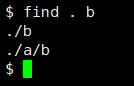 $ find . b
./b
./a/b
$